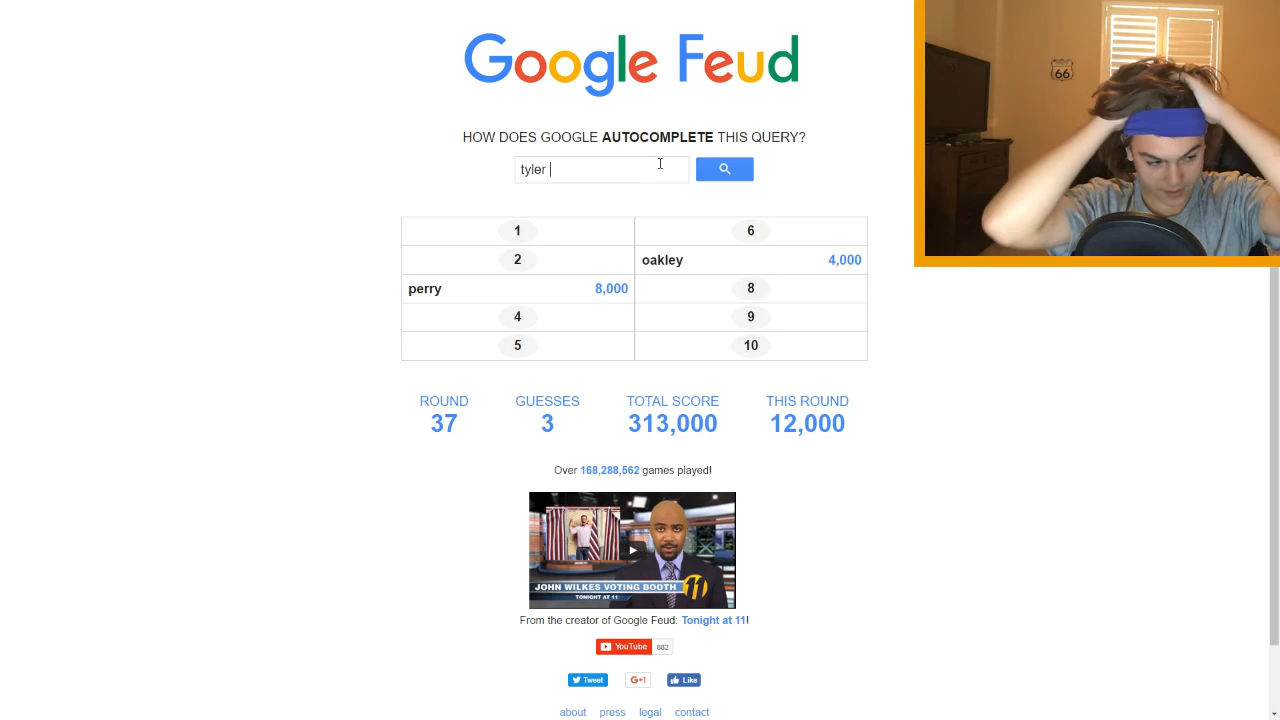 Google Feud
HOW DOES GOOGLE AUTOCOMPLETE THIS QUERY?
tyler
1
6
2
oakley 4,000
perry 8,000
8
4
9
5
10
ROUND
GUESSES
TOTAL SCORE
THIS ROUND
37
3
313,000
12,000
Over 168,288,562 games played!
JOHN WILKES VOTING BOOTH
TONIGHT AT 11
11
From the creator of Google Feud: Tonight at 11!
YouTube 882
Tweet
G+1
Like
about press legal contact
66